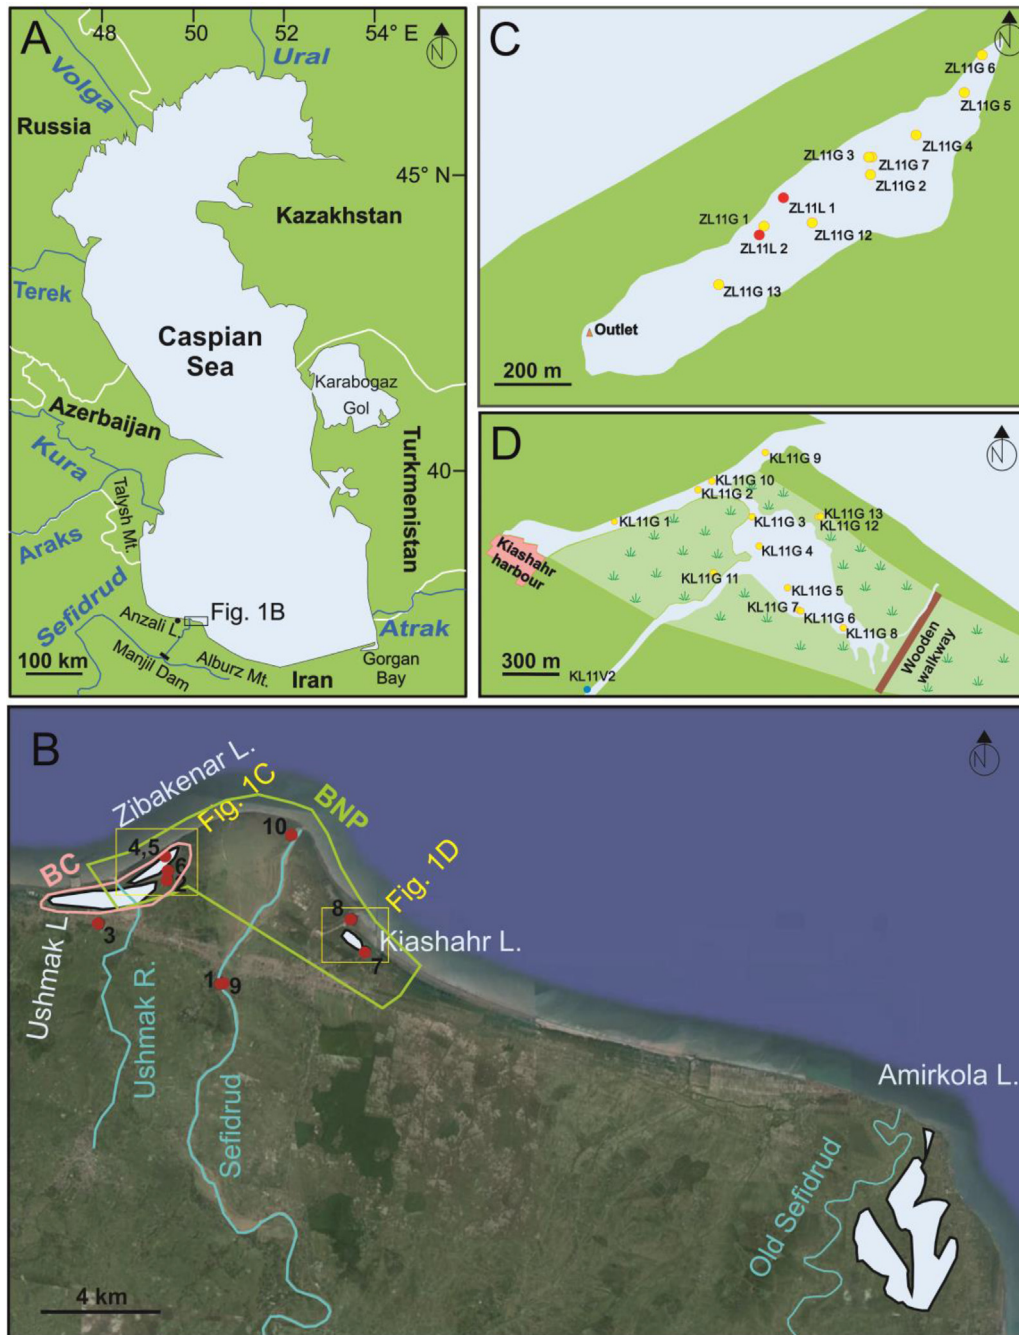 A
48
50
52
54° E
N
Volga
Ural
Russia
45° N
Kazakhstan
Terek
Caspian
Sea
Karabogaz
Gol
Azerbaijan
Kura
Turkmenistan
40
Talysh Mt.
Araks
Sefidrud
Anzali L.
Fig. 1B
Atrak
100 km
Manjil Dam
Alburz Mt.
Iran
Gorgan
Bay
C
N
ZL11G 6
ZL11G 5
ZL11G 4
ZL11G 3
ZL11G 7
ZL11G 2
ZL11L 1
ZL11G 1
ZL11G 12
ZL11L 2
ZL11G 13
Outlet
200 m
D
N
KL11G 9
KL11G 10
KL11G 2
KL11G 1
KL11G 3
KL11G 13
KL11G 12
Kiashahr
harbour
KL11G 4
KL11G 11
KL11G 5
KL11G 7
KL11G 6
KL11G 8
Wooden
walkway
300 m
KL11V2
B
N
Zibakenar L.
Fig. 1C
BNP
10
4,5
6
2
BC
Fig. 1D
8
Kiashahr L.
7
3
Ushmak L.
1
9
Ushmak R.
Sefidrud
Amirkola L.
Old Sefidrud
4 km